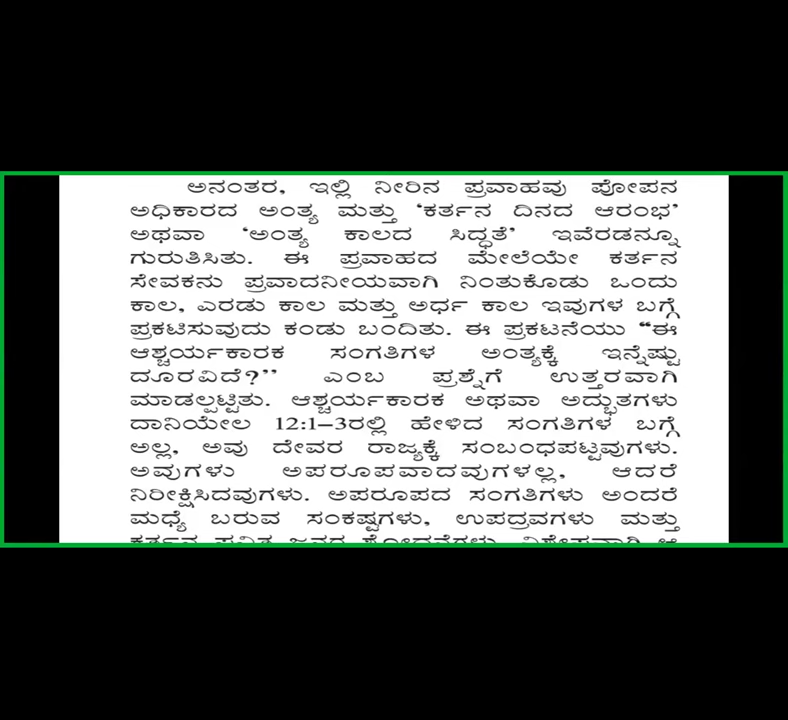 ಅನಂತರ, ಇಲ್ಲಿ ನೀರಿನ ಪ್ರವಾಹವು ಪೋಪನ
ಅಧಿಕಾರದ ಅಂತ್ಯ ಮತ್ತು ‘ಕರ್ತನ ದಿನದ ಆರಂಭ’
ಅಥವಾ ‘ಅಂತ್ಯ ಕಾಲದ ಸಿದ್ಧತೆ’ ಇವೆರಡನ್ನೂ
ಗುರುತಿಸಿತು. ಈ ಪ್ರವಾಹದ ಮೇಲೆಯೇ ಕರ್ತನ
ಸೇವಕನು ಪ್ರವಾದನೀಯವಾಗಿ ನಿಂತುಕೊಡು ಒಂದು
ಕಾಲ, ಎರಡು ಕಾಲ ಮತ್ತು ಅರ್ಧ ಕಾಲ ಇವುಗಳ ಬಗ್ಗೆ
ಪ್ರಕಟಿಸುವುದು ಕಂಡು ಬಂದಿತು. ಈ ಪ್ರಕಟನೆಯು “ಈ
ಆಶ್ಚರ್ಯಕಾರಕ ಸಂಗತಿಗಳ ಅಂತ್ಯಕ್ಕೆ ಇನ್ನೆಷ್ಟು
ದೂರವಿದೆ?’’ ಎಂಬ ಪ್ರಶ್ನೆಗೆ ಉತ್ತರವಾಗಿ
ಮಾಡಲ್ಪಟ್ಟಿತು. ಆಶ್ಚರ್ಯಕಾರಕ ಅಥವಾ ಅದ್ಭುತಗಳು
ದಾನಿಯೇಲ 12:1–3ರಲ್ಲಿ ಹೇಳಿದ ಸಂಗತಿಗಳ ಬಗ್ಗೆ
ಅಲ್ಲ, ಅವು ದೇವರ ರಾಜ್ಯಕ್ಕೆ ಸಂಬಂಧಪಟ್ಟವುಗಳು.
ಅವುಗಳು ಅಪರೂಪವಾದವುಗಳಲ್ಲ, ಆದರೆ
ನಿರೀಕ್ಷಿಸಿದವುಗಳು. ಅಪರೂಪದ ಸಂಗತಿಗಳು ಅಂದರೆ
ಮಧ್ಯೆ ಬರುವ ಸಂಕಷ್ಟಗಳು, ಉಪದ್ರವಗಳು ಮತ್ತು